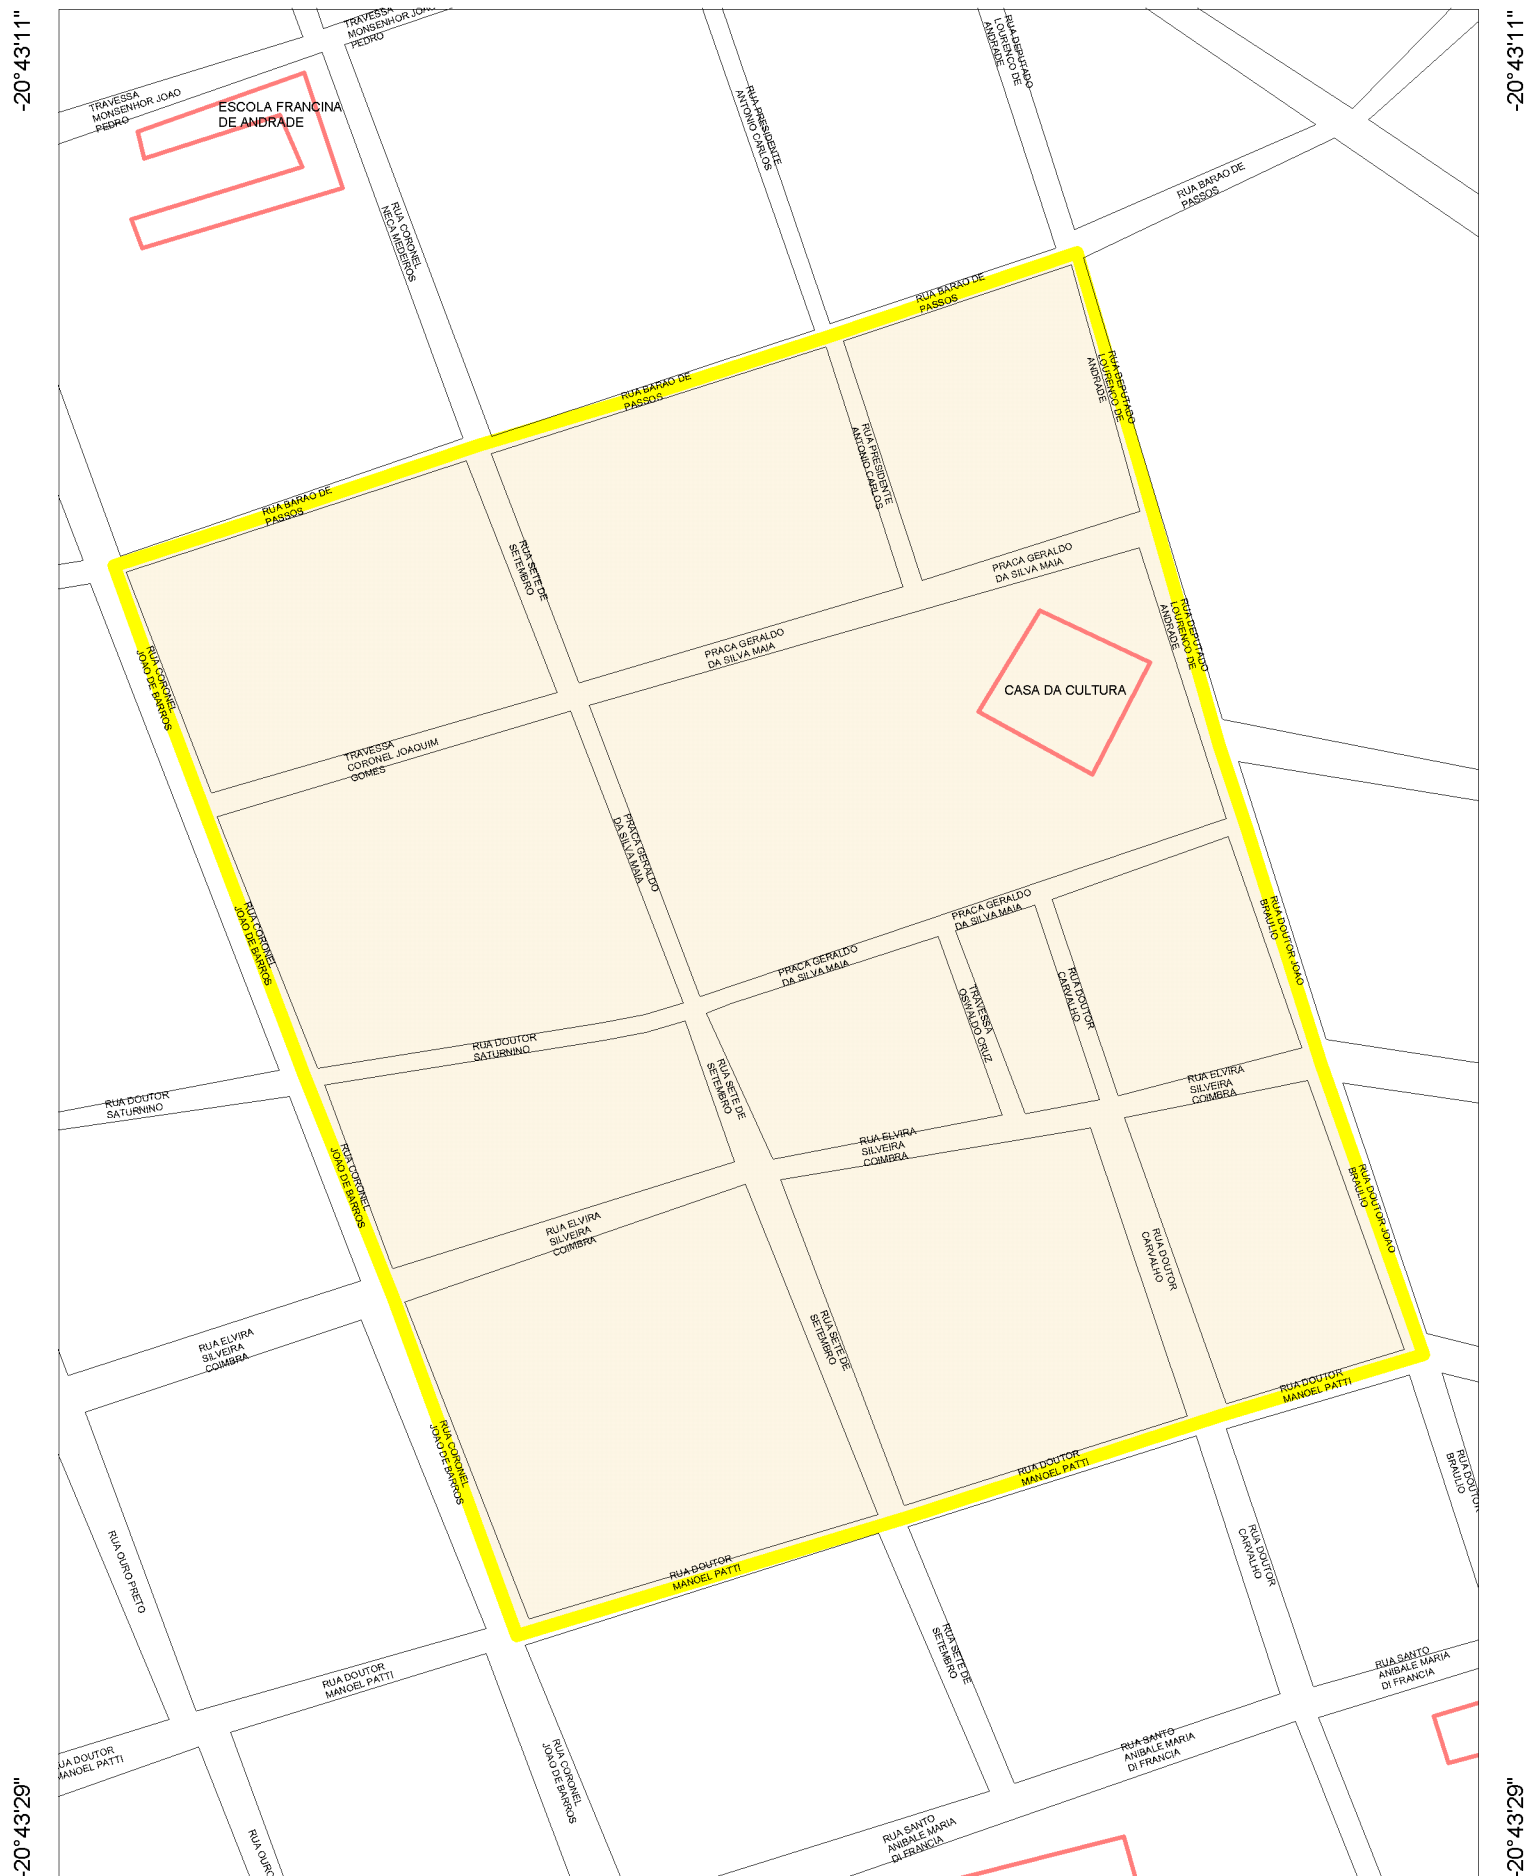 -20°43'11"
-20°43'11"
TRAVESSA
MONSENHOR JOAO
PEDRO
RUA DEPUTADO
LOURENCO DE
ANDRADE
TRAVESSA
MONSENHOR JOAO
PEDRO
ESCOLA FRANCINA
DE ANDRADE
RUA PRESIDENTE
ANTONIO CARLOS
RUA BARAO DE
PASSOS
RUA CORONEL
NECA MEDEIROS
RUA BARAO DE
PASSOS
RUA BARAO DE
PASSOS
RUA DEPUTADO
LOURENCO DE
ANDRADE
RUA PRESIDENTE
ANTONIO CARLOS
RUA BARAO DE
PASSOS
RUA SETE DE
SETEMBRO
PRACA GERALDO
DA SILVA MAIA
RUA DEPUTADO
LOURENCO DE
ANDRADE
PRACA GERALDO
DA SILVA MAIA
RUA CORONEL
JOAO DE BARROS
CASA DA CULTURA
TRAVESSA
CORONEL JOAQUIM
GOMES
PRACA GERALDO
DA SILVA MAIA
PRACA GERALDO
DA SILVA MAIA
RUA DOUTOR JOAO
BRAULIO
RUA CORONEL
JOAO DE BARROS
PRACA GERALDO
DA SILVA MAIA
RUA DOUTOR
CARVALHO
TRAVESSA
OSWALDO CRUZ
RUA DOUTOR
SATURNINO
RUA SETE DE
SETEMBRO
RUA ELVIRA
SILVEIRA
COIMBRA
RUA DOUTOR
SATURNINO
RUA ELVIRA
SILVEIRA
COIMBRA
RUA CORONEL
JOAO DE BARROS
RUA DOUTOR JOAO
BRAULIO
RUA ELVIRA
SILVEIRA
COIMBRA
RUA DOUTOR
CARVALHO
RUA SETE DE
SETEMBRO
RUA ELVIRA
SILVEIRA
COIMBRA
RUA DOUTOR
MANOEL PATTI
RUA CORONEL
JOAO DE BARROS
RUA DOUTOR
MANOEL PATTI
RUA DOUTOR
BRAULIO
RUA OURO PRETO
RUA DOUTOR
MANOEL PATTI
RUA DOUTOR
CARVALHO
RUA SETE DE
SETEMBRO
RUA DOUTOR
MANOEL PATTI
RUA SANTO
ANIBALE MARIA
DI FRANCIA
RUA SANTO
ANIBALE MARIA
DI FRANCIA
UA DOUTOR
MANOEL PATTI
RUA CORONEL
JOAO DE BARROS
RUA SANTO
ANIBALE MARIA
DI FRANCIA
RUA OURO
-20°43'29"
-20°43'29"